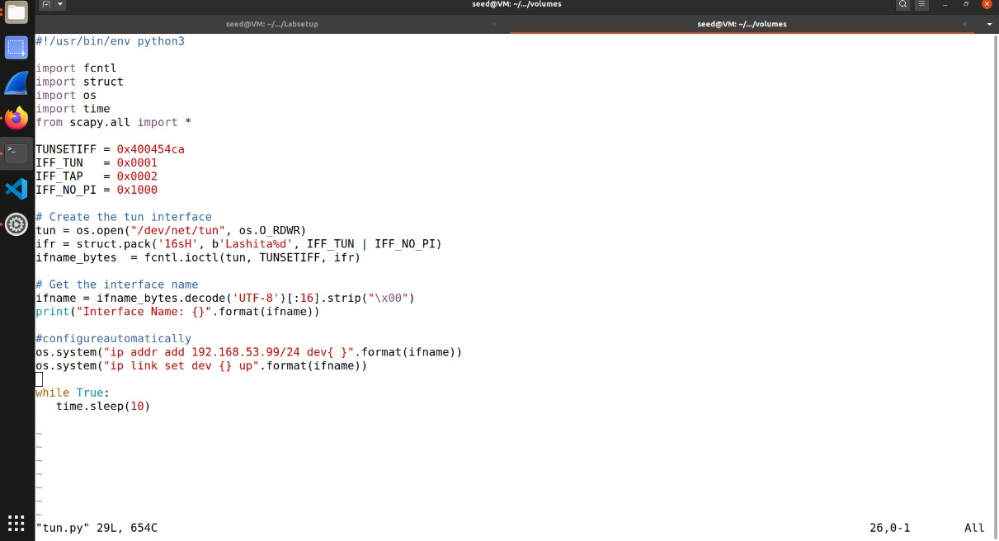 seed@VM: ~/.../volumes
seed@VM: ~/.../Labsetup
seed@VM: ~/.../volumes
#!/usr/bin/env python3
import fcntl
import struct
import os
import time
from scapy.all import *
TUNSETIFF = 0x400454ca
IFF_TUN   = 0x0001
IFF_TAP   = 0x0002
IFF_NO_PI = 0x1000
# Create the tun interface
tun = os.open("/dev/net/tun", os.O_RDWR)
ifr = struct.pack('16sH', b'Lashita%d', IFF_TUN | IFF_NO_PI)
ifname_bytes  = fcntl.ioctl(tun, TUNSETIFF, ifr)
# Get the interface name
ifname = ifname_bytes.decode('UTF-8')[:16].strip("\x00")
print("Interface Name: {}".format(ifname))
#configureautomatically
os.system("ip addr add 192.168.53.99/24 dev{ }".format(ifname))
os.system("ip link set dev {} up".format(ifname))
while True:
   time.sleep(10)
~
~
~
~
~
~
~
"tun.py" 29L, 654C
26,0-1
All